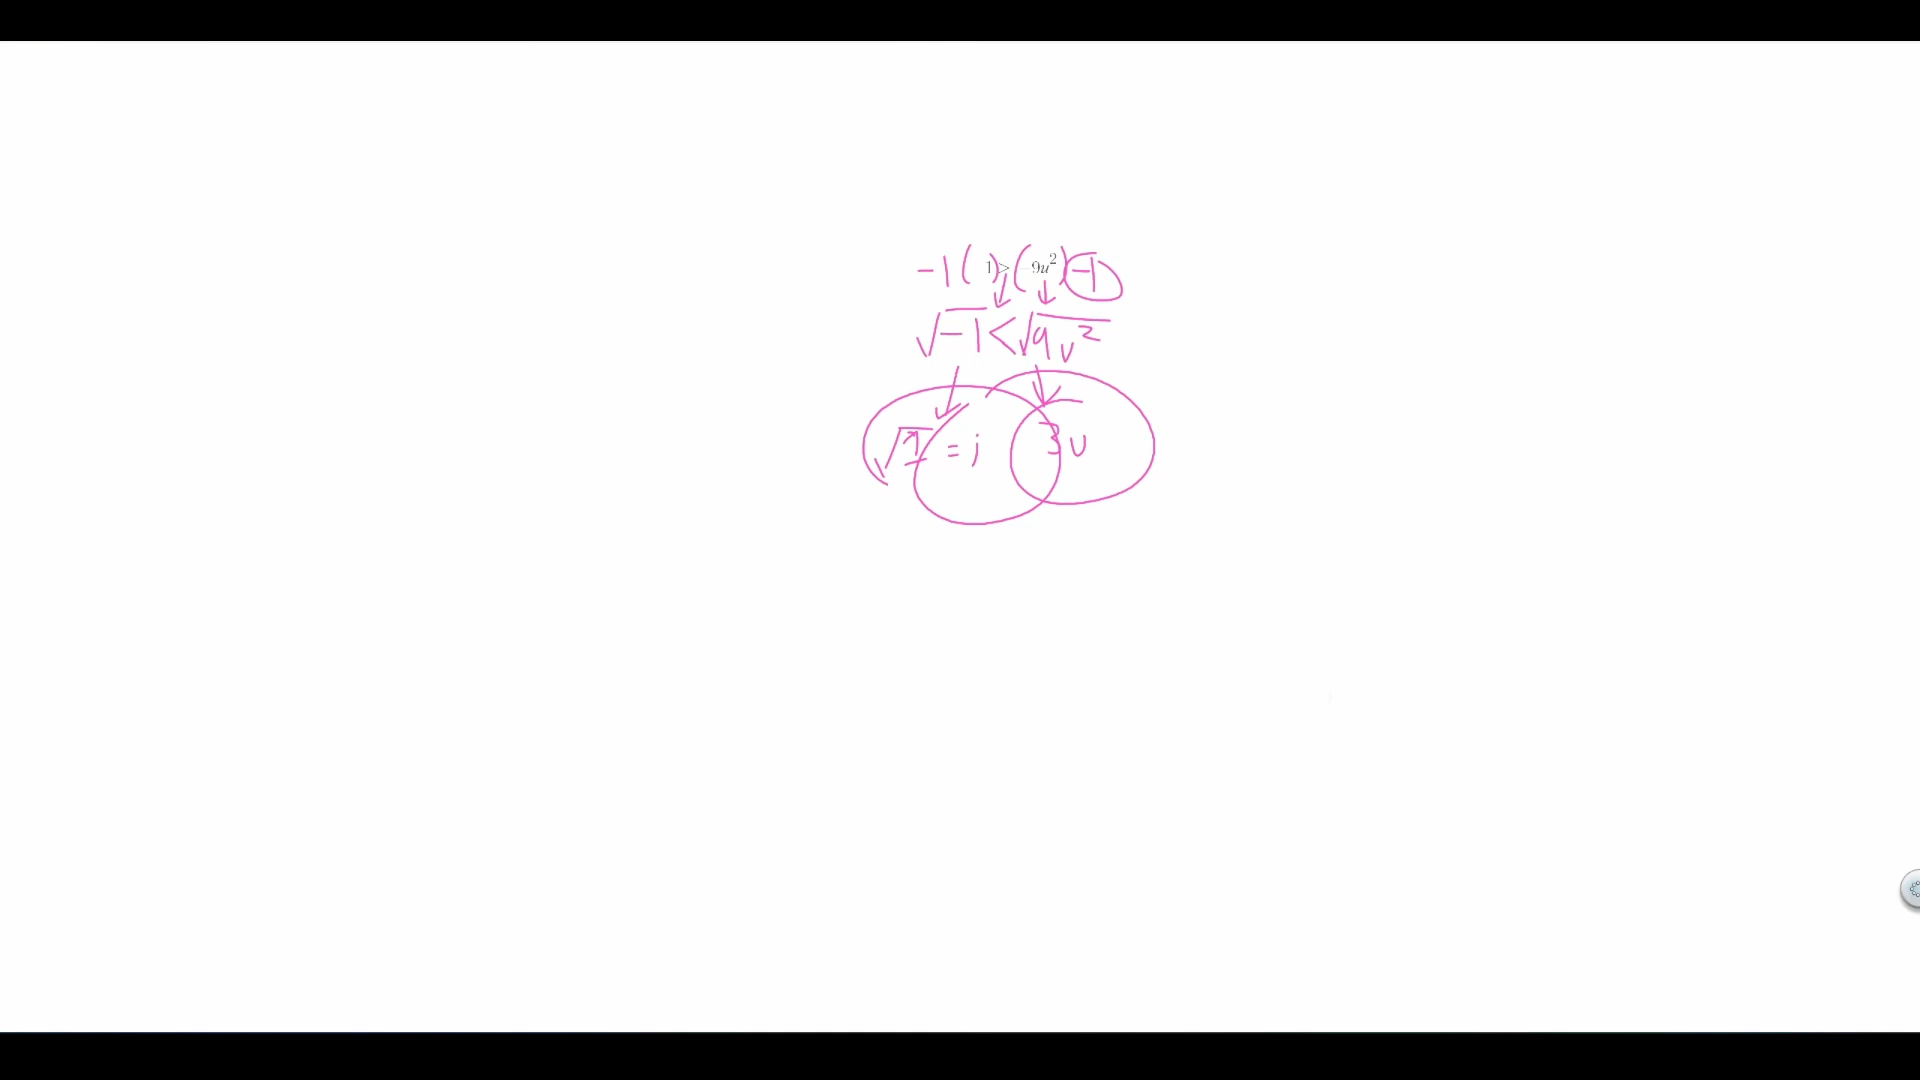 -1( 1)>(-9u²)-1
√-1<√9u²
√-1 = i 3u